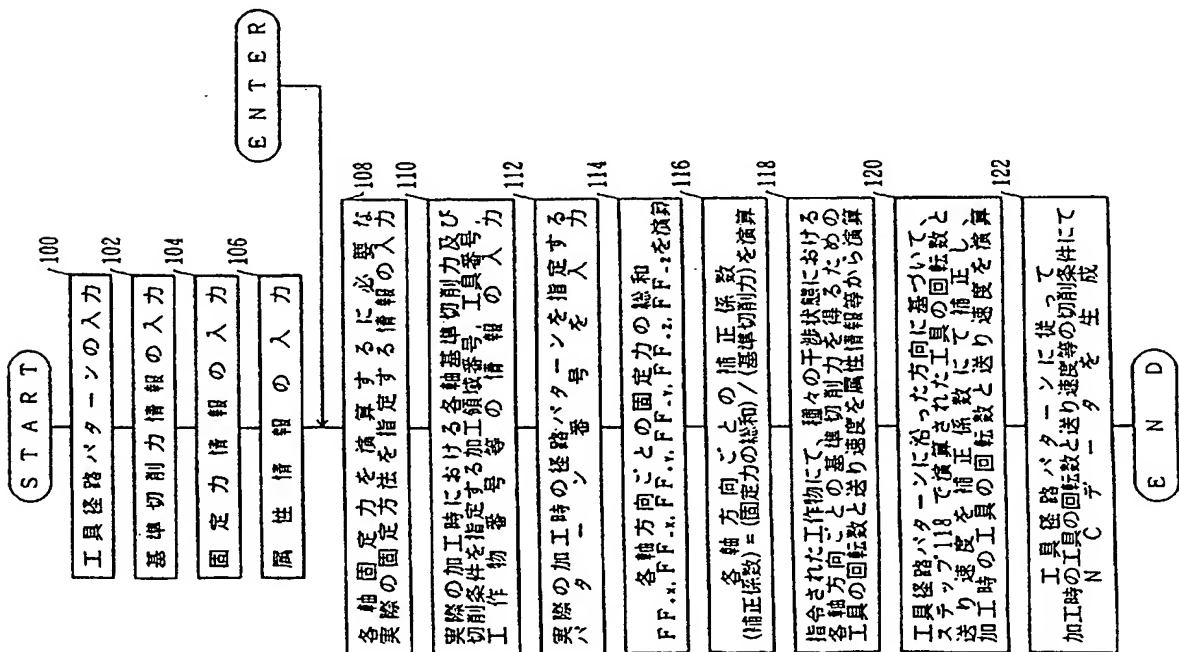 START
工具径路パターンの入力
100
基準切削力情報の入力
102
固定力情報の入力
104
属性情報の入力
106
ENTER
各軸固定力を演算するに必要な
実際の固定方法を指定する情報の入力
108
実際の加工時における各軸基準切削力及び
切削条件を指定する加工領域番号,工具番号,
工作物番号等の情報の入力
110
実際の加工時の径路パターンを指定する
パターン番号を入力
112
各軸方向ごとの固定力の総和
FF+X,FF-X,FF+Y,FF-Y,FF+Z,FF-Zを演算
114
各軸方向ごとの補正係数
(補正係数)=(固定力の総和)/(基準切削力)を演算
116
指令された工作物にて、種々の干渉状態における
各軸方向ごとの基準切削力を得るための
工具の回転数と送り速度を属性情報等から演算
118
工具径路パターンに沿った方向に基づいて、
ステップ118で演算された工具の回転数と
送り速度を補正係数にて補正し、
加工時の工具の回転数と送り速度を演算
120
工具径路パターンに従って
加工時の工具の回転数と送り速度等の切削条件にて
NCデータを生成
122
END